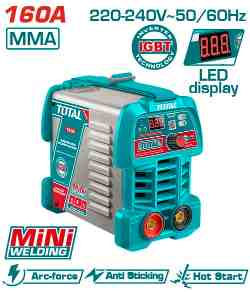 160A
220-240V~50/60Hz
MMA
INVERTER
IGBT
TECHNOLOGY
LED
display
TOTAL
TOTAL
MiNi
WELDING
Arc-force
Anti Sticking
Hot Start